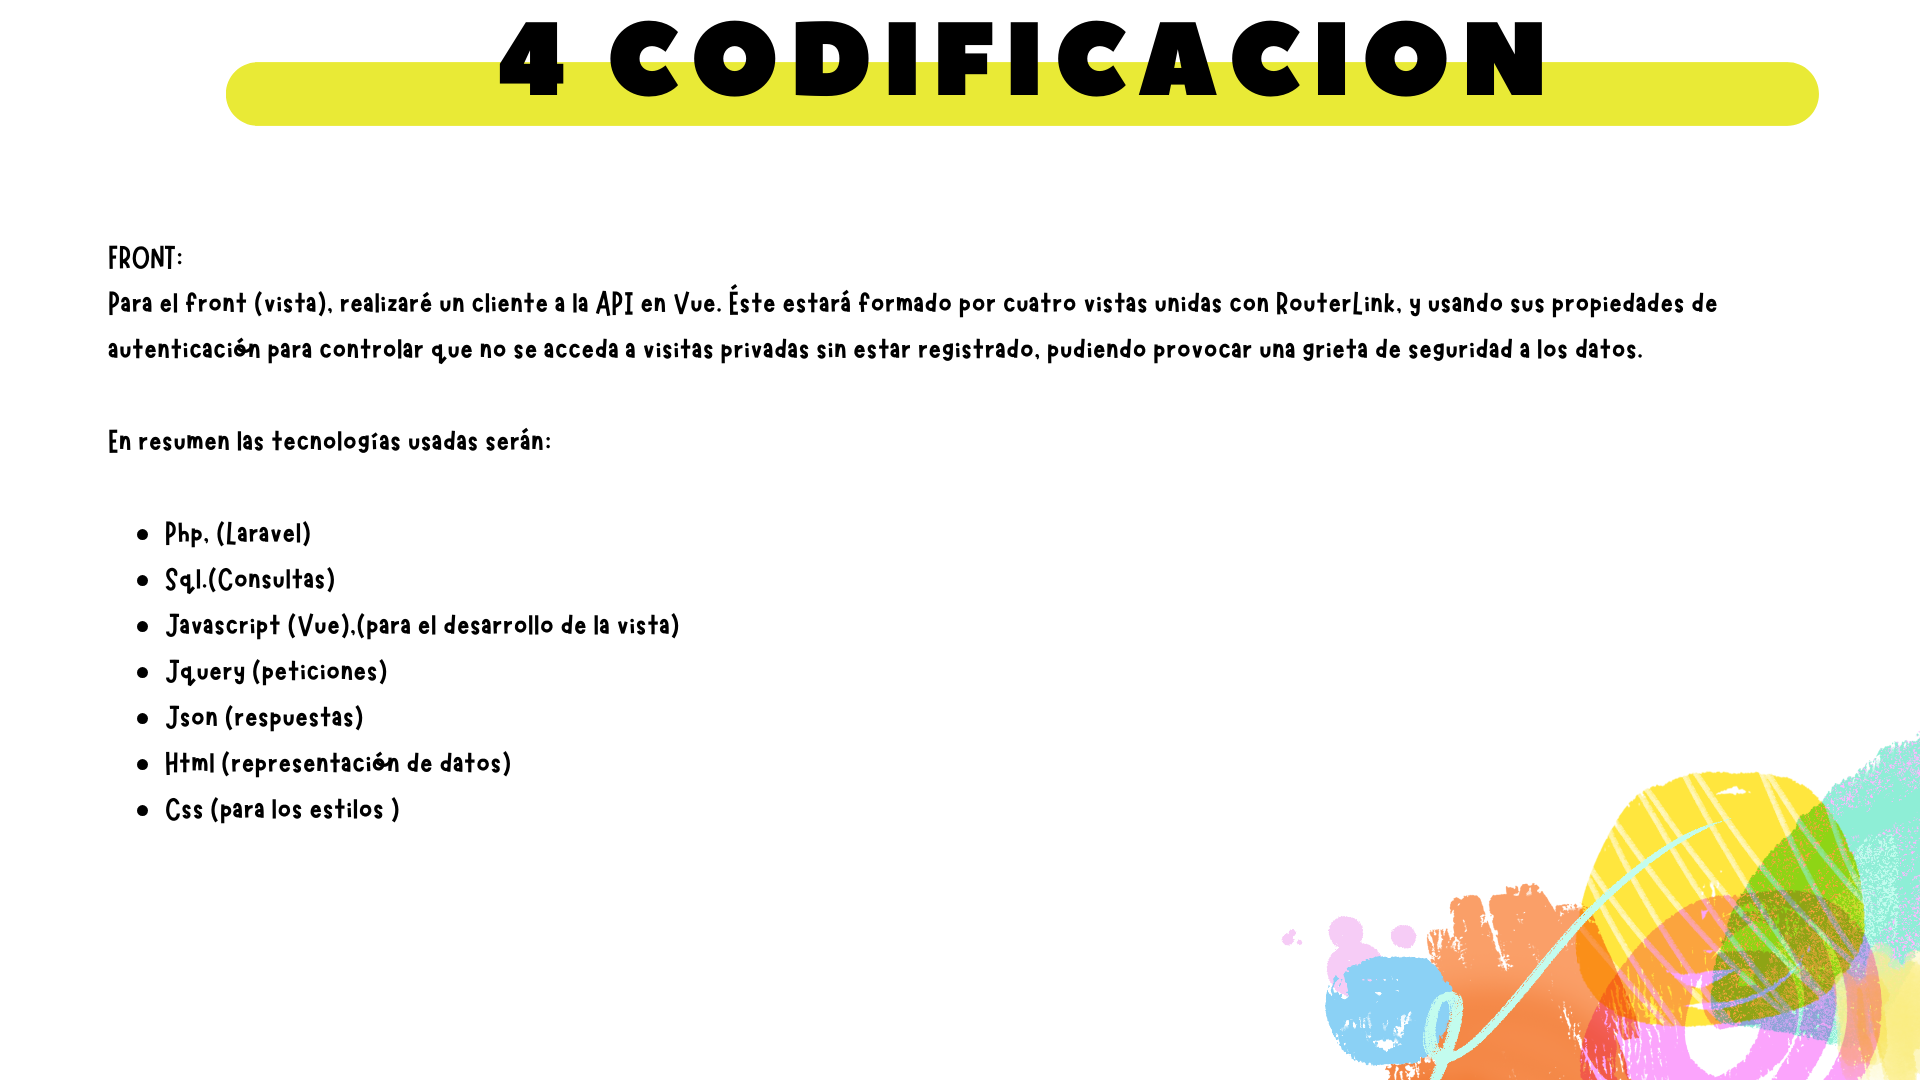 4 CODIFICACION
FRONT:
Para el front (vista), realizaré un cliente a la API en Vue. Éste estará formado por cuatro vistas unidas con RouterLink, y usando sus propiedades de
autenticación para controlar que no se acceda a visitas privadas sin estar registrado, pudiendo provocar una grieta de seguridad a los datos.
En resumen las tecnologías usadas serán:
• Php, (Laravel)
• Sql.(Consultas)
• Javascript (Vue),(para el desarrollo de la vista)
• Jquery (peticiones)
• Json (respuestas)
• Html (representación de datos)
• Css (para los estilos )